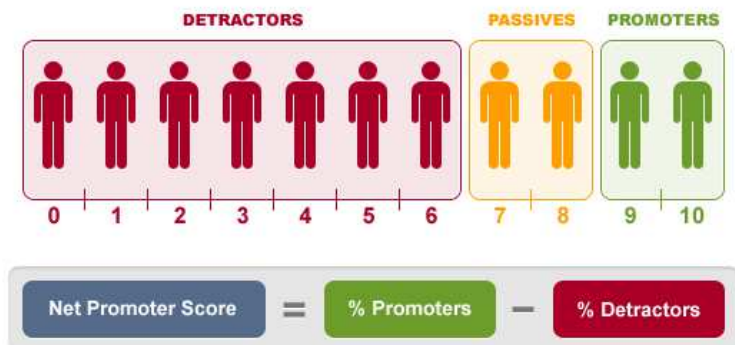 DETRACTORS PASSIVES PROMOTERS
0 1 2 3 4 5 6 7 8 9 10
Net Promoter Score = % Promoters − % Detractors